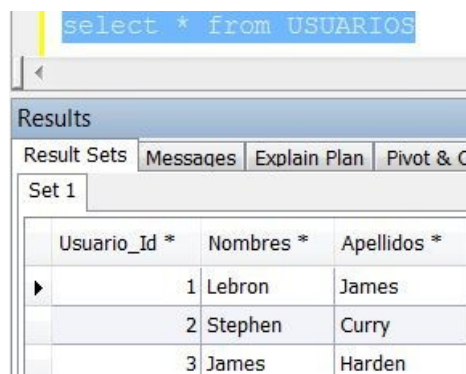 select * from USUARIOS
Results
Result Sets Messages Explain Plan Pivot &
Set 1
Usuario_Id * Nombres * Apellidos *
1 Lebron James
2 Stephen Curry
3 James Harden